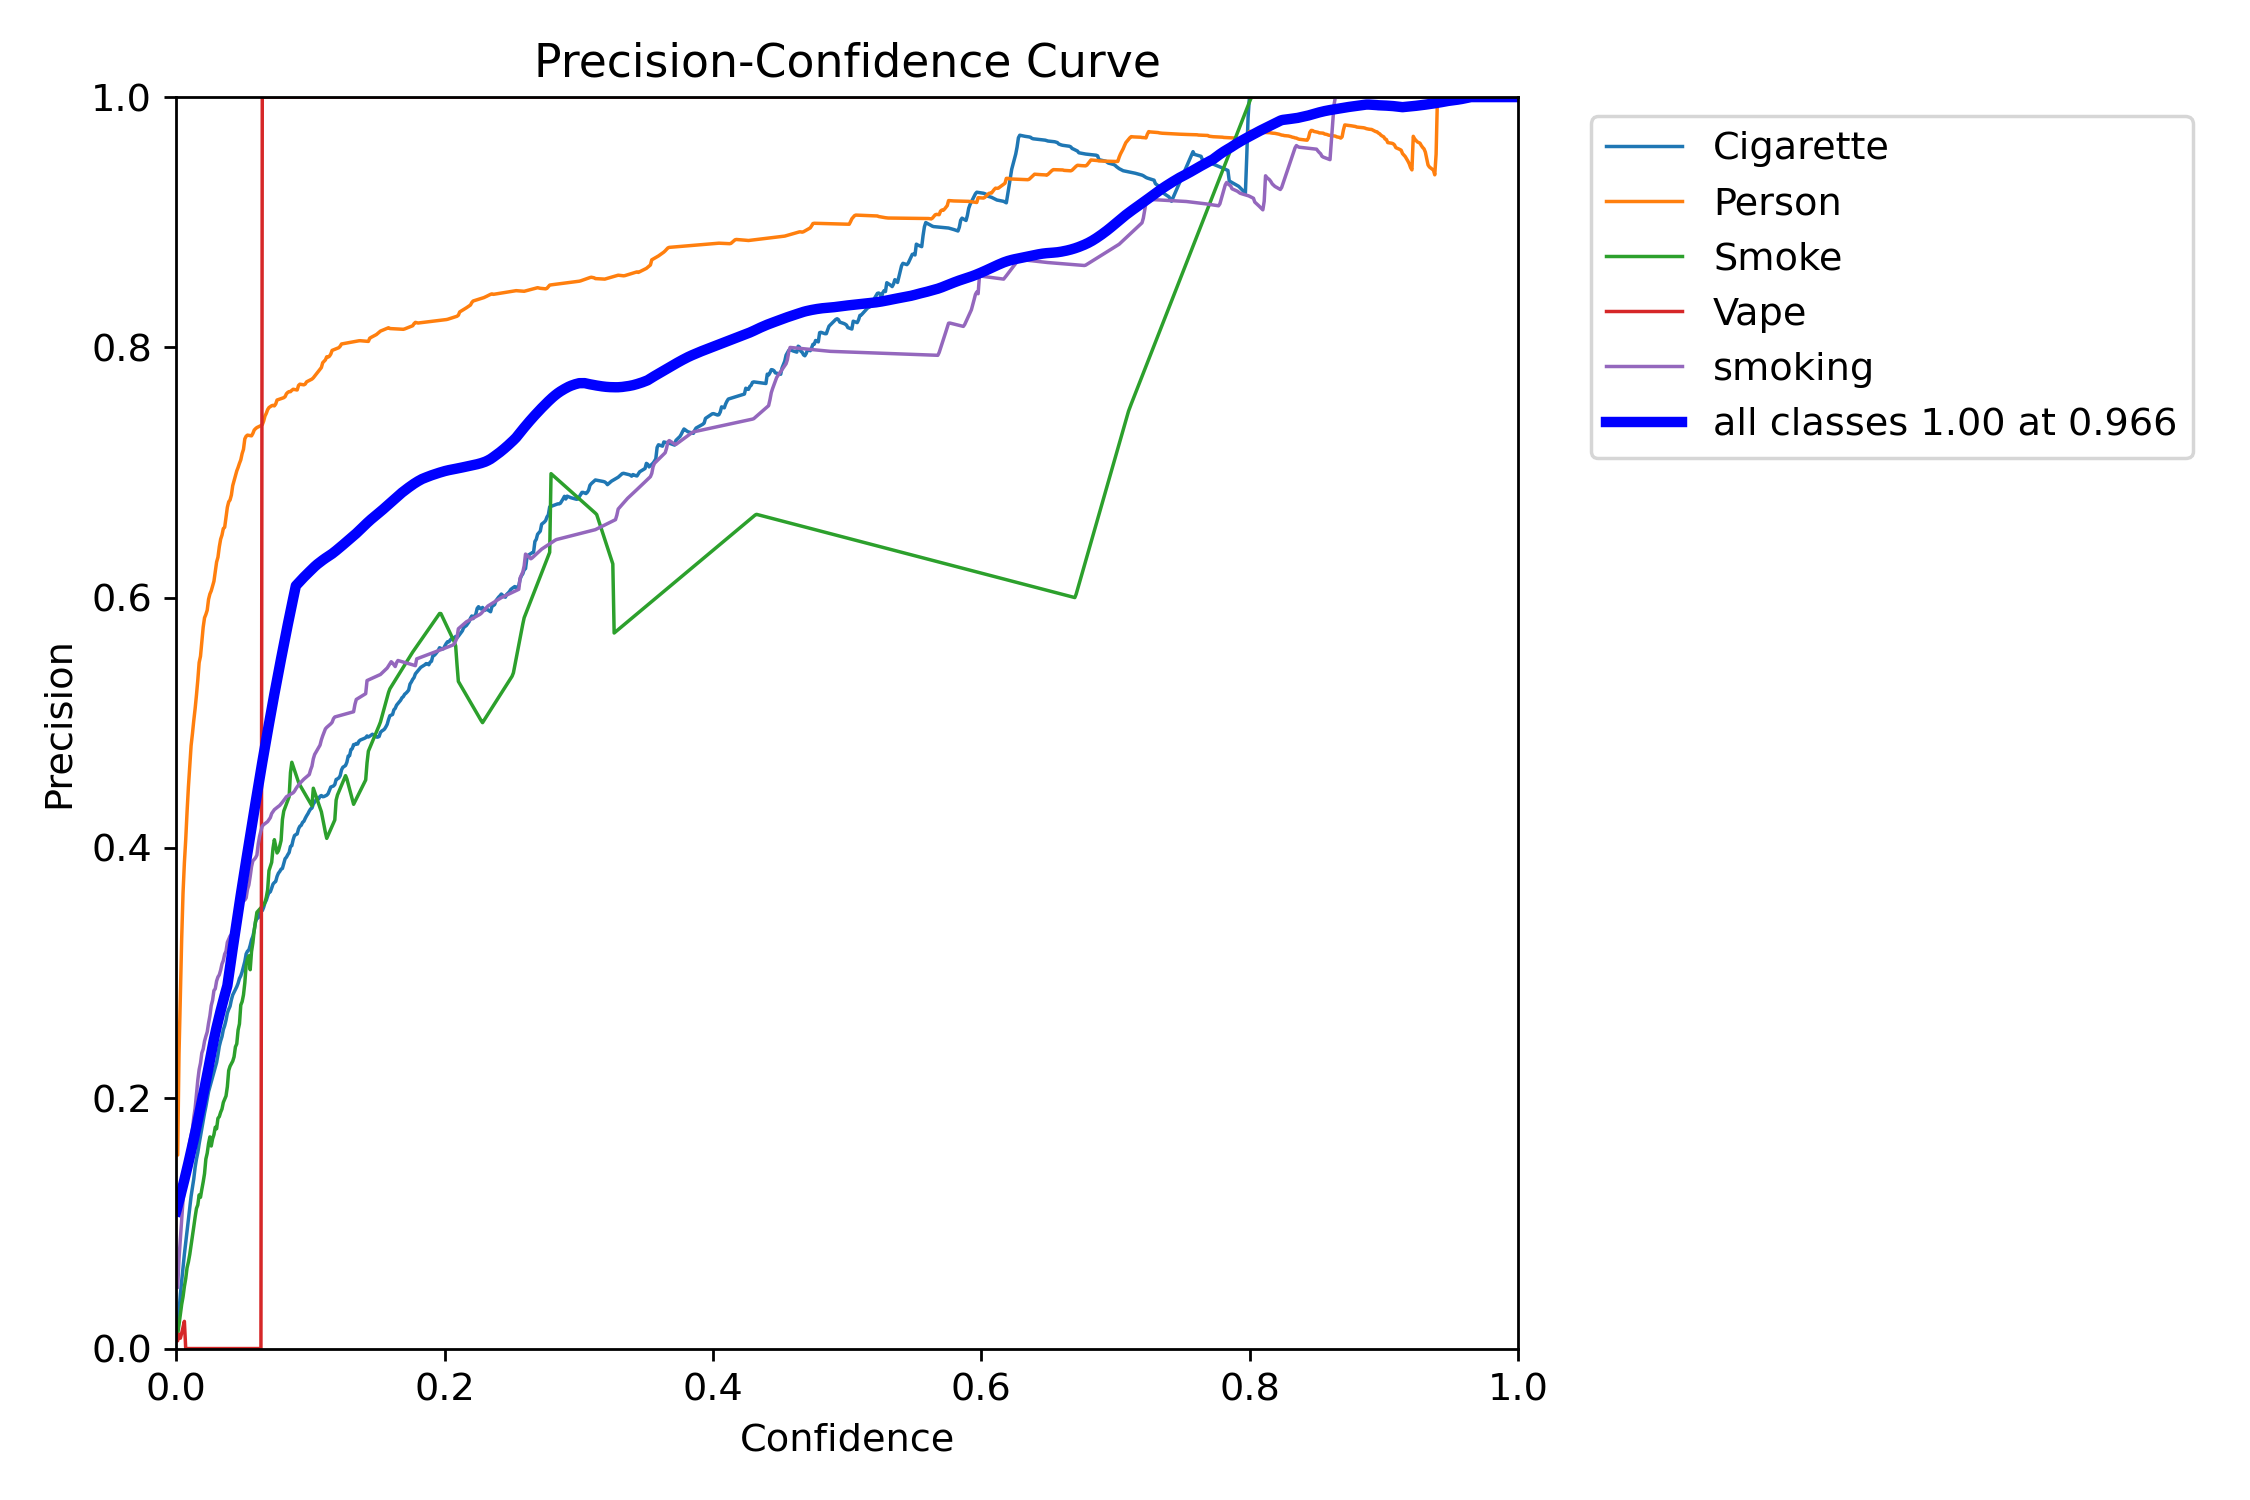 Precision-Confidence Curve
1.0
0.8
0.6
0.4
0.2
0.0
Precision
0.0 0.2 0.4 0.6 0.8 1.0
Confidence
Cigarette
Person
Smoke
Vape
smoking
all classes 1.00 at 0.966